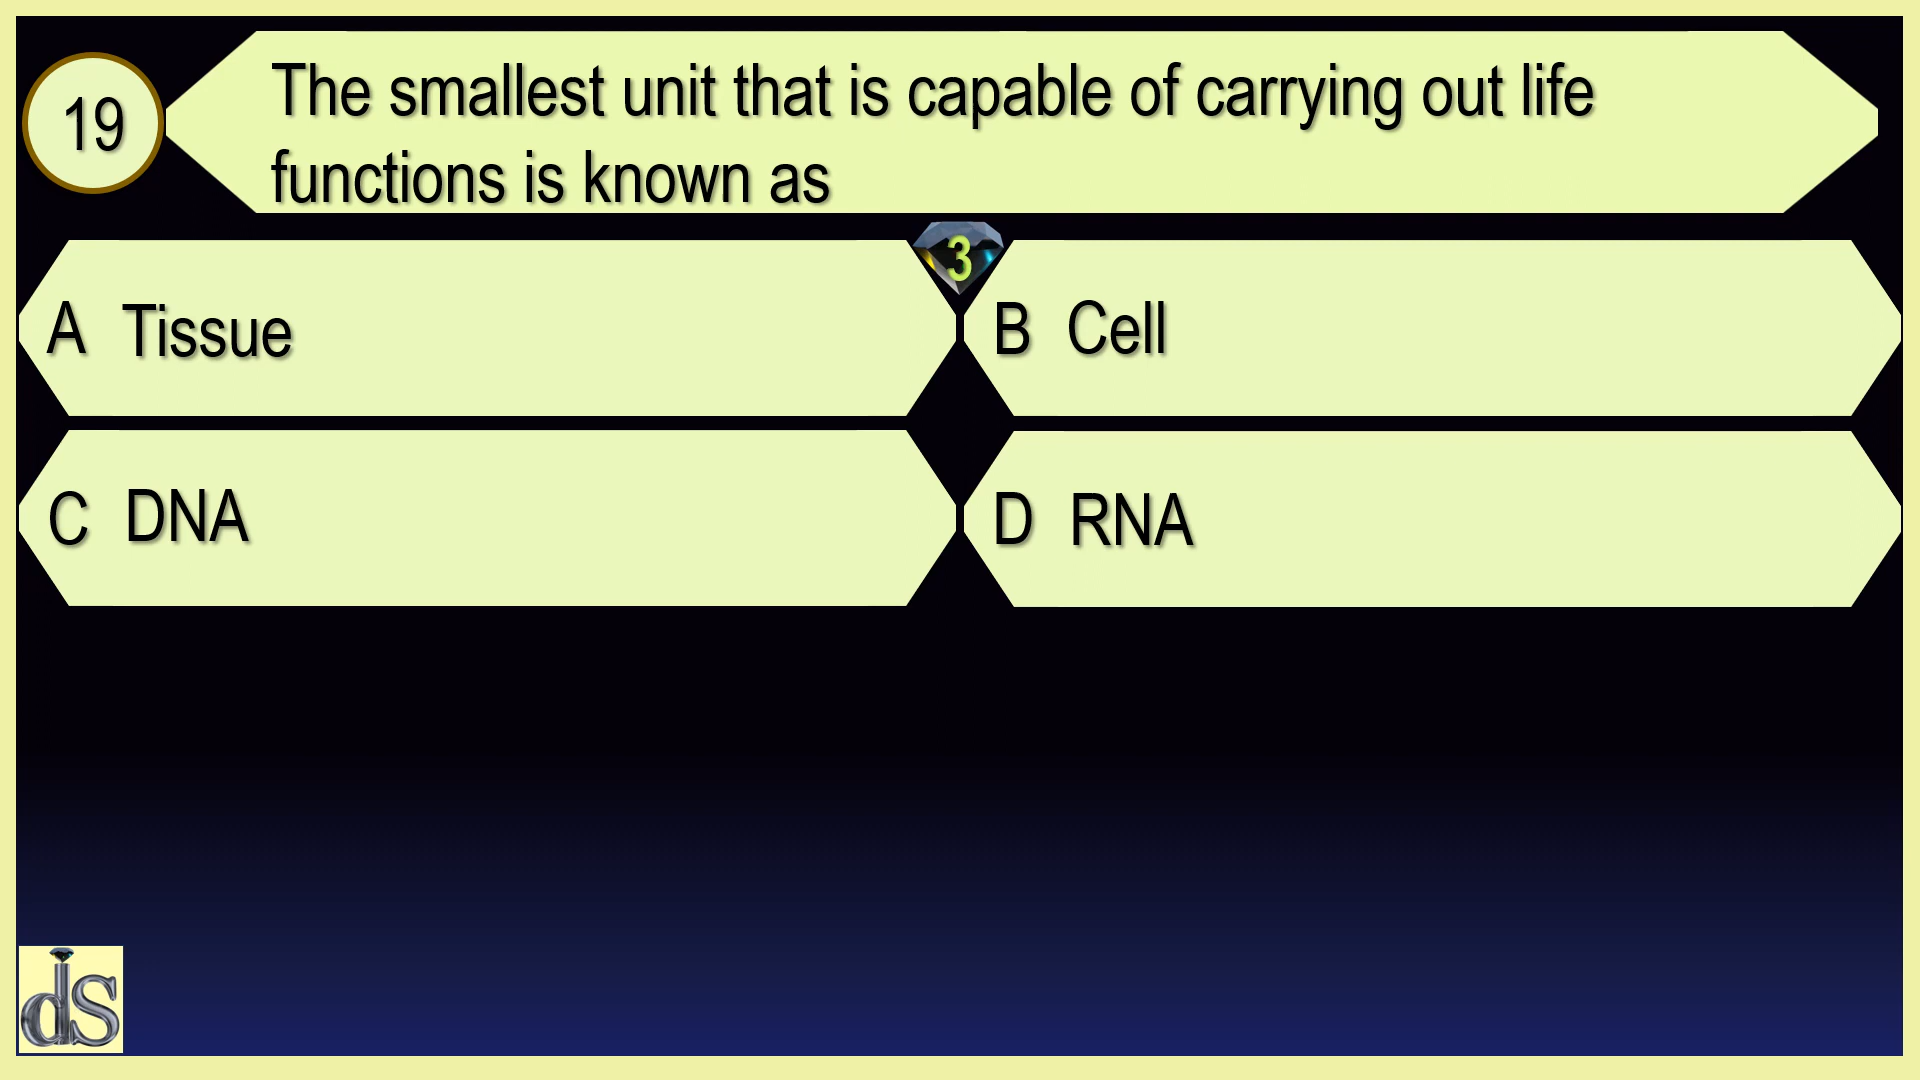 19
The smallest unit that is capable of carrying out life
functions is known as
3
A Tissue
B Cell
C DNA
D RNA
ds